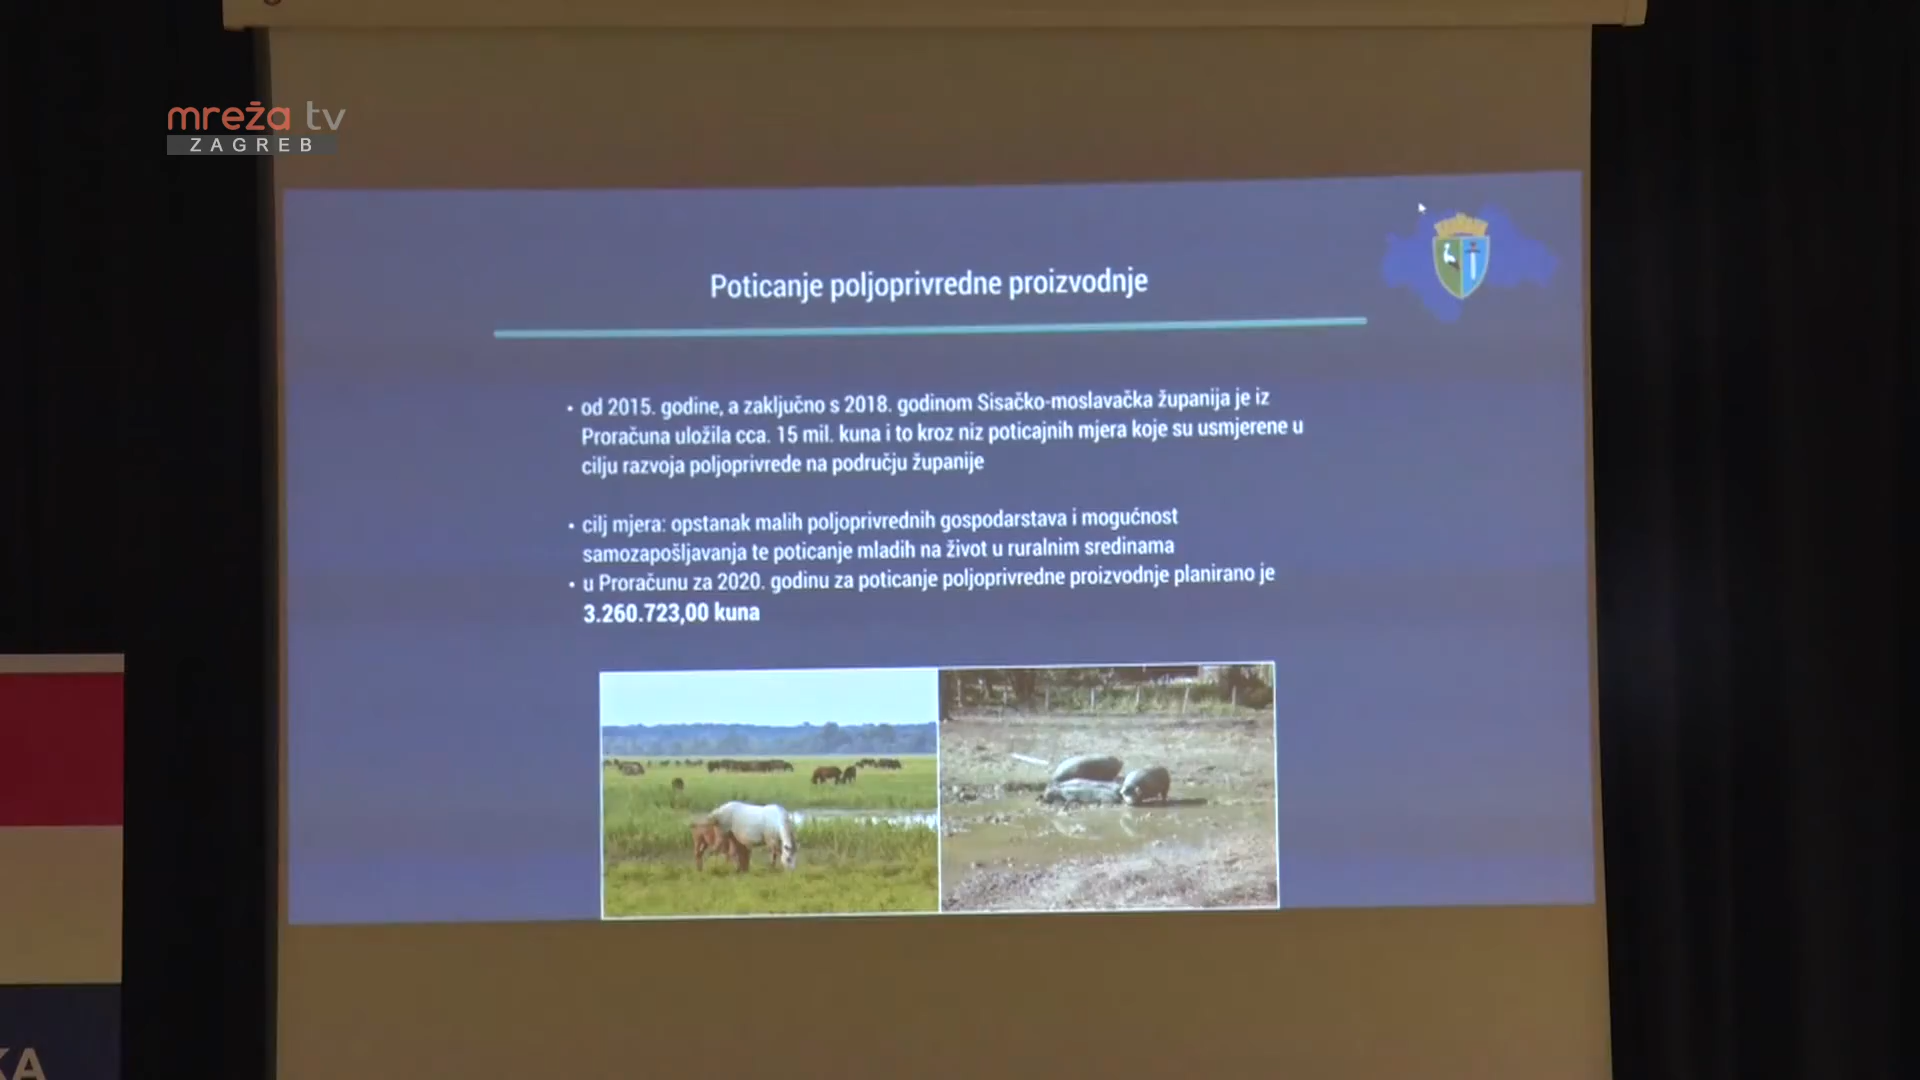 mreža tv
ZAGREB
Poticanje poljoprivredne proizvodnje
• od 2015. godine, a zaključno s 2018. godinom Sisačko-moslavačka županija je iz
Proračuna uložila cca. 15 mil. kuna i to kroz niz poticajnih mjera koje su usmjerene u
cilju razvoja poljoprivrede na području županije
• cilj mjera: opstanak malih poljoprivrednih gospodarstava i mogućnost
samozapošljavanja te poticanje mladih na život u ruralnim sredinama
• u Proračunu za 2020. godinu za poticanje poljoprivredne proizvodnje planirano je
3.260.723,00 kuna
KA